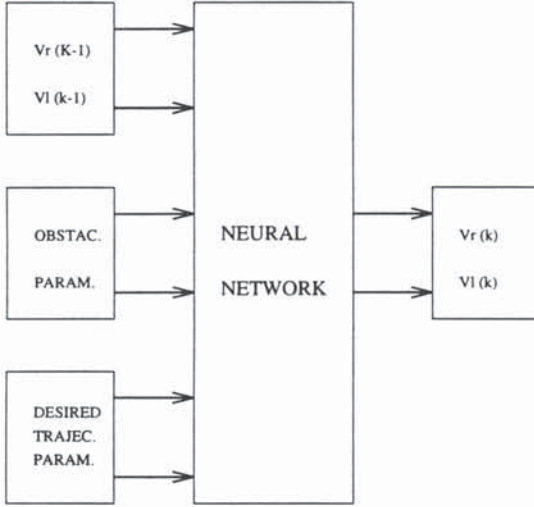 Vr (K-1)
Vl (k-1)
OBSTAC.
PARAM.
DESIRED
TRAJEC.
PARAM.
NEURAL
NETWORK
Vr (k)
Vl (k)